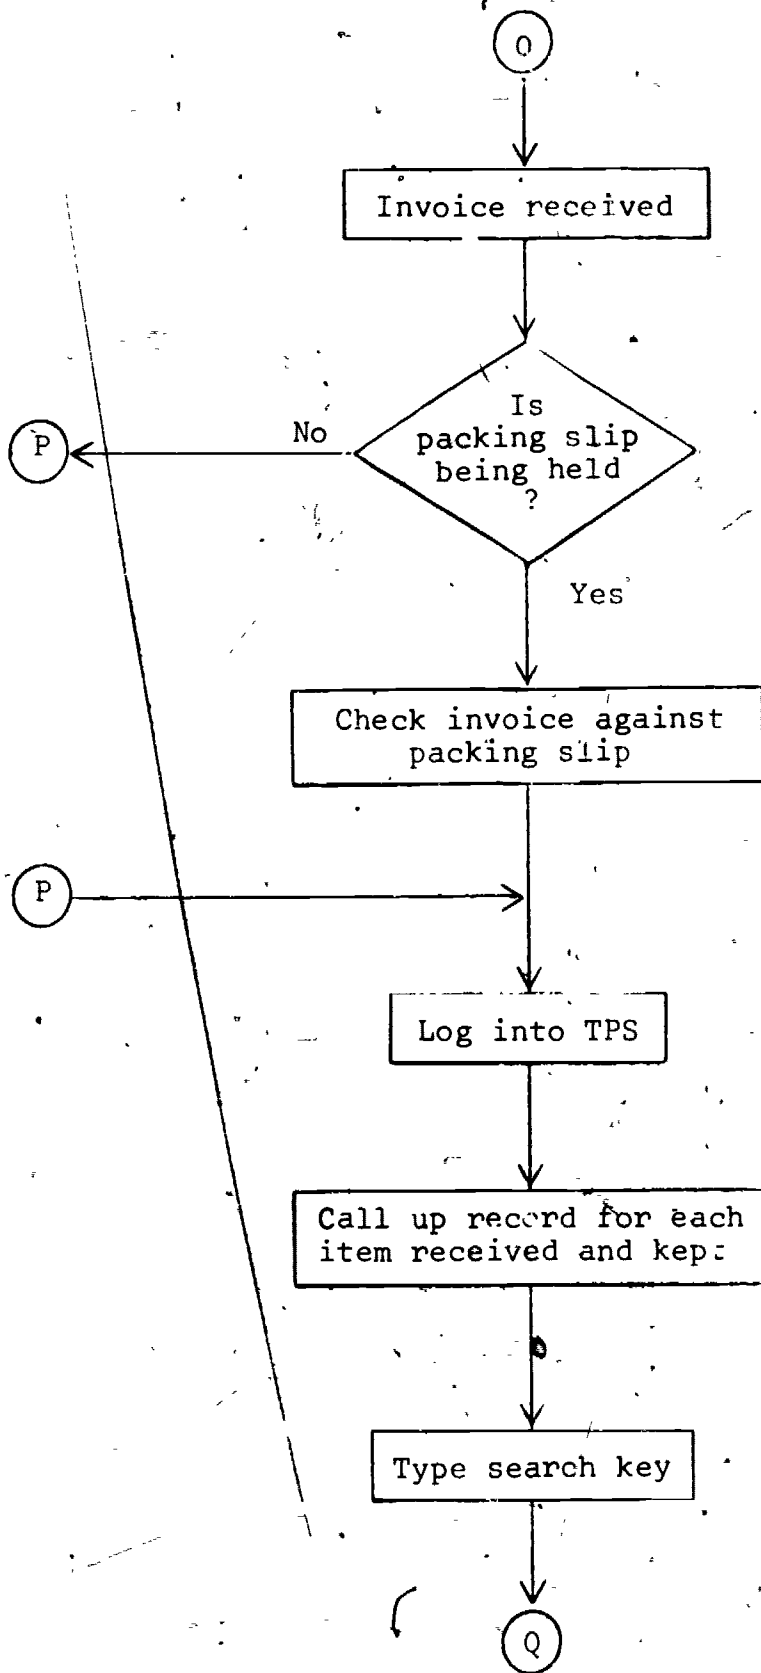 O
Invoice received
Is
packing slip
being held
?
No
P
Yes
Check invoice against
packing slip
P
Log into TPS
Call up record for each
item received and kept
Type search key
Q